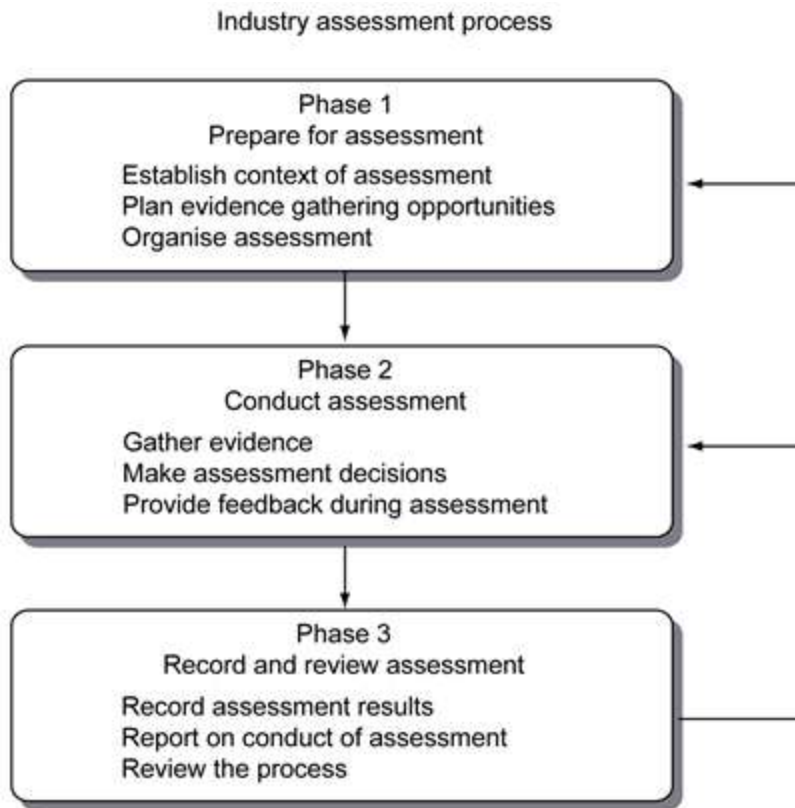 Industry assessment process
Phase 1
Prepare for assessment
Establish context of assessment
Plan evidence gathering opportunities
Organise assessment
Phase 2
Conduct assessment
Gather evidence
Make assessment decisions
Provide feedback during assessment
Phase 3
Record and review assessment
Record assessment results
Report on conduct of assessment
Review the process